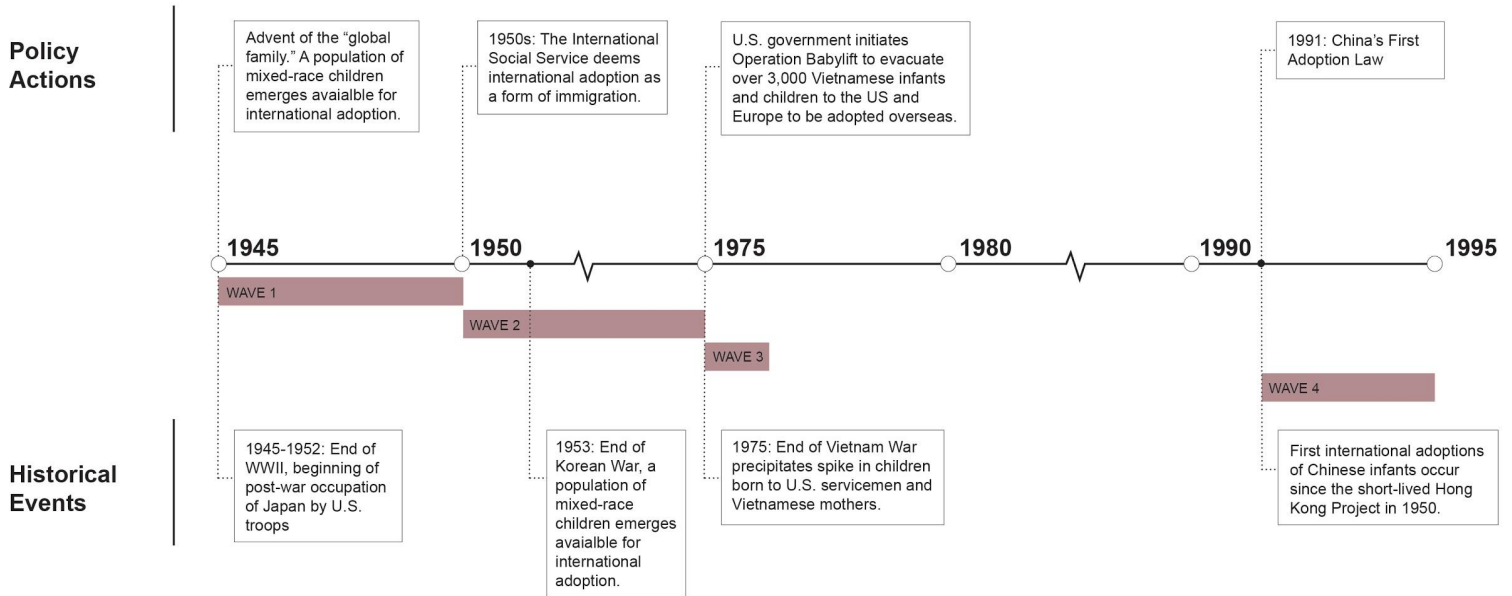 Policy
Actions
Advent of the “global
family.” A population of
mixed-race children
emerges avaialble for
international adoption.
1950s: The International
Social Service deems
international adoption as
a form of immigration.
U.S. government initiates
Operation Babylift to evacuate
over 3,000 Vietnamese infants
and children to the US and
Europe to be adopted overseas.
1991: China’s First
Adoption Law
1945
1950
1975
1980
1990
1995
WAVE 1
WAVE 2
WAVE 3
WAVE 4
Historical
Events
1945-1952: End of
WWII, beginning of
post-war occupation
of Japan by U.S.
troops
1953: End of
Korean War, a
population of
mixed-race
children emerges
avaialble for
international
adoption.
1975: End of Vietnam War
precipitates spike in children
born to U.S. servicemen and
Vietnamese mothers.
First international adoptions
of Chinese infants occur
since the short-lived Hong
Kong Project in 1950.